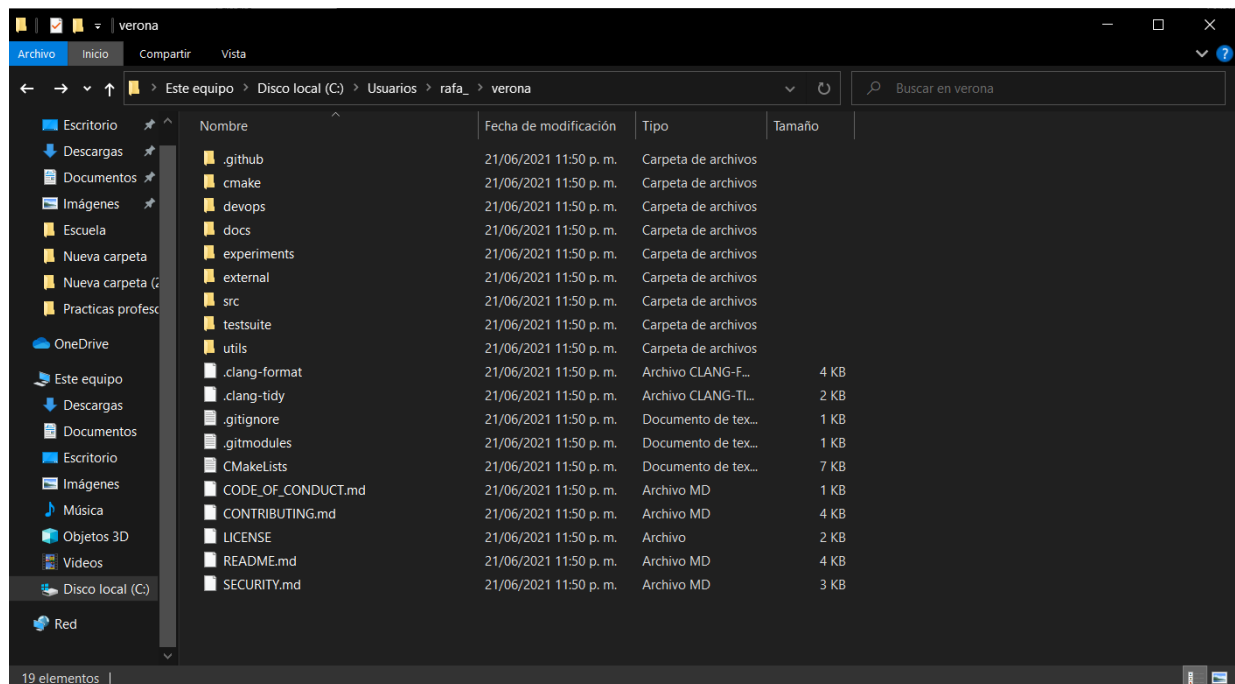 verona
Archivo Inicio Compartir Vista
Este equipo > Disco local (C:) > Usuarios > rafa_ > verona
Buscar en verona
Escritorio
Descargas
Documentos
Imágenes
Escuela
Nueva carpeta
Nueva carpeta (2
Practicas profesc
OneDrive
Este equipo
Descargas
Documentos
Escritorio
Imágenes
Música
Objetos 3D
Videos
Disco local (C:)
Red
Nombre Fecha de modificación Tipo Tamaño
.github 21/06/2021 11:50 p. m. Carpeta de archivos
cmake 21/06/2021 11:50 p. m. Carpeta de archivos
devops 21/06/2021 11:50 p. m. Carpeta de archivos
docs 21/06/2021 11:50 p. m. Carpeta de archivos
experiments 21/06/2021 11:50 p. m. Carpeta de archivos
external 21/06/2021 11:50 p. m. Carpeta de archivos
src 21/06/2021 11:50 p. m. Carpeta de archivos
testsuite 21/06/2021 11:50 p. m. Carpeta de archivos
utils 21/06/2021 11:50 p. m. Carpeta de archivos
.clang-format 21/06/2021 11:50 p. m. Archivo CLANG-F... 4 KB
.clang-tidy 21/06/2021 11:50 p. m. Archivo CLANG-TI... 2 KB
.gitignore 21/06/2021 11:50 p. m. Documento de tex... 1 KB
.gitmodules 21/06/2021 11:50 p. m. Documento de tex... 1 KB
CMakeLists 21/06/2021 11:50 p. m. Documento de tex... 7 KB
CODE_OF_CONDUCT.md 21/06/2021 11:50 p. m. Archivo MD 1 KB
CONTRIBUTING.md 21/06/2021 11:50 p. m. Archivo MD 4 KB
LICENSE 21/06/2021 11:50 p. m. Archivo 2 KB
README.md 21/06/2021 11:50 p. m. Archivo MD 4 KB
SECURITY.md 21/06/2021 11:50 p. m. Archivo MD 3 KB
19 elementos